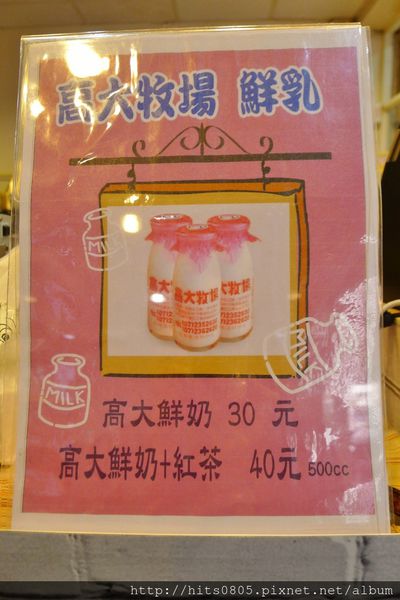 高大牧場 鮮乳
MILK
高大牧場
MILK
MILK
高大鮮奶 30 元
高大鮮奶+紅茶 40元 500cc
http://hits0805.pixnet.net/album